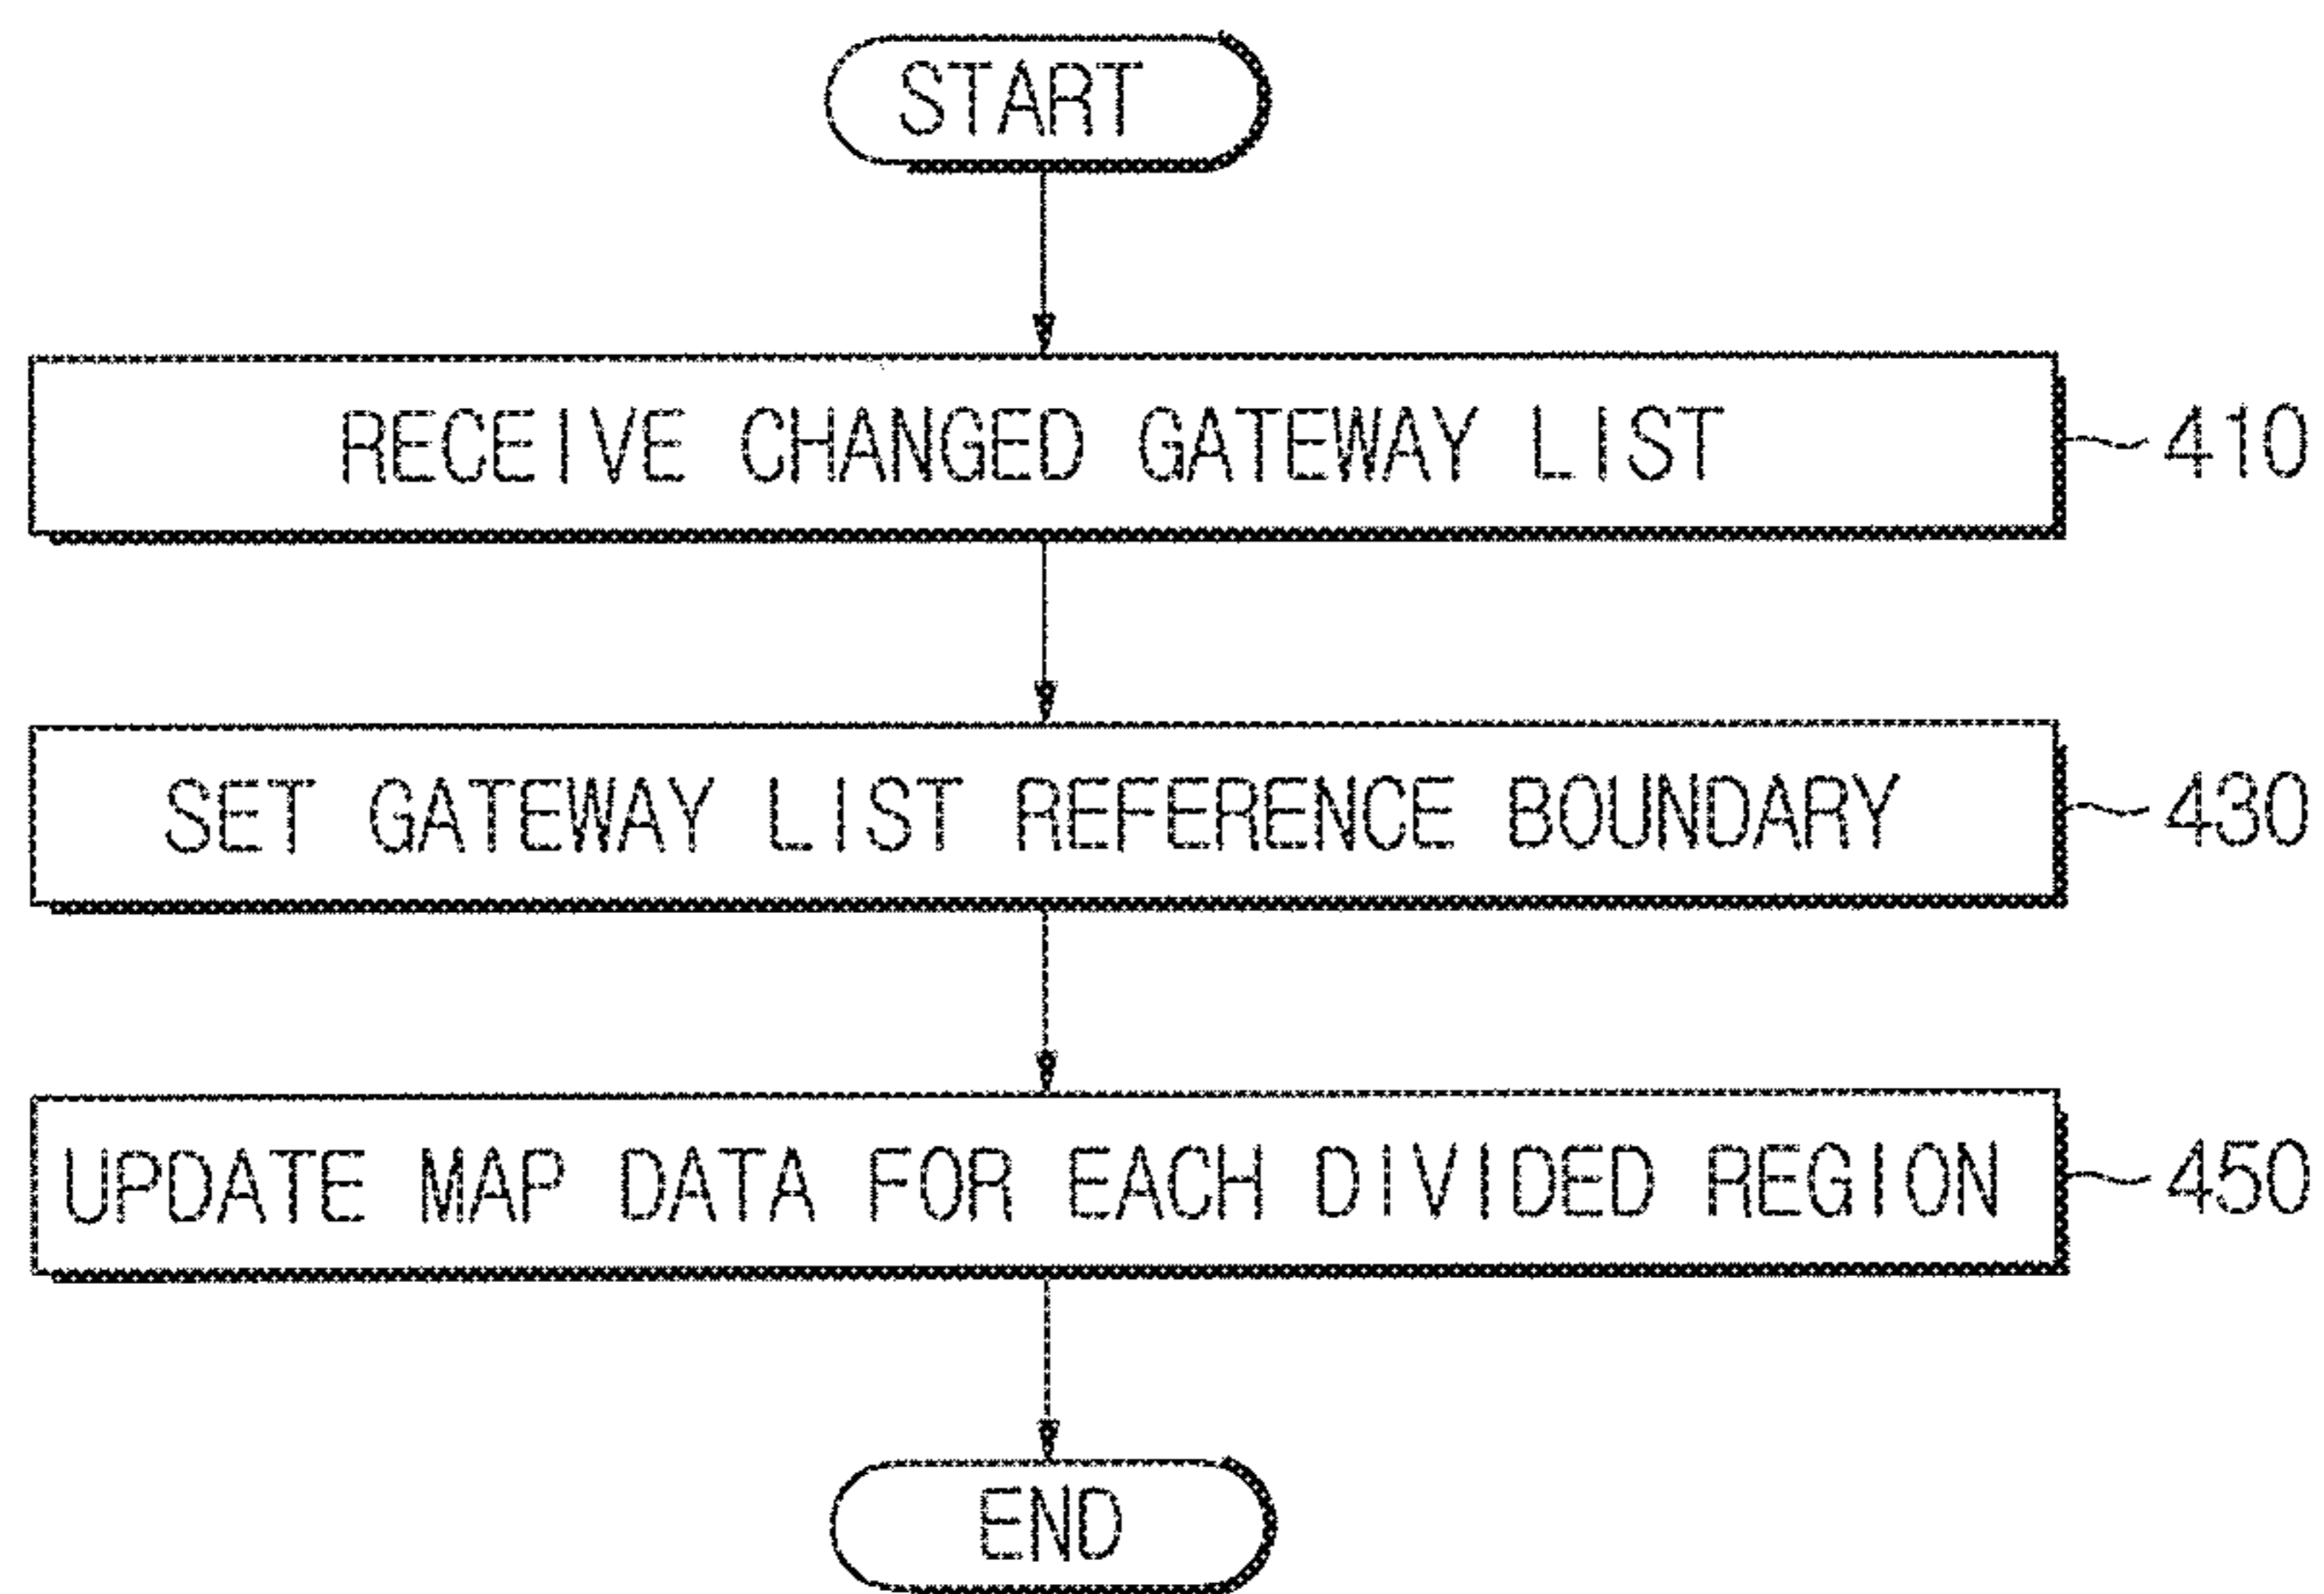 START
RECEIVE CHANGED GATEWAY LIST
410
SET GATEWAY LIST REFERENCE BOUNDARY
430
UPDATE MAP DATA FOR EACH DIVIDED REGION
450
END